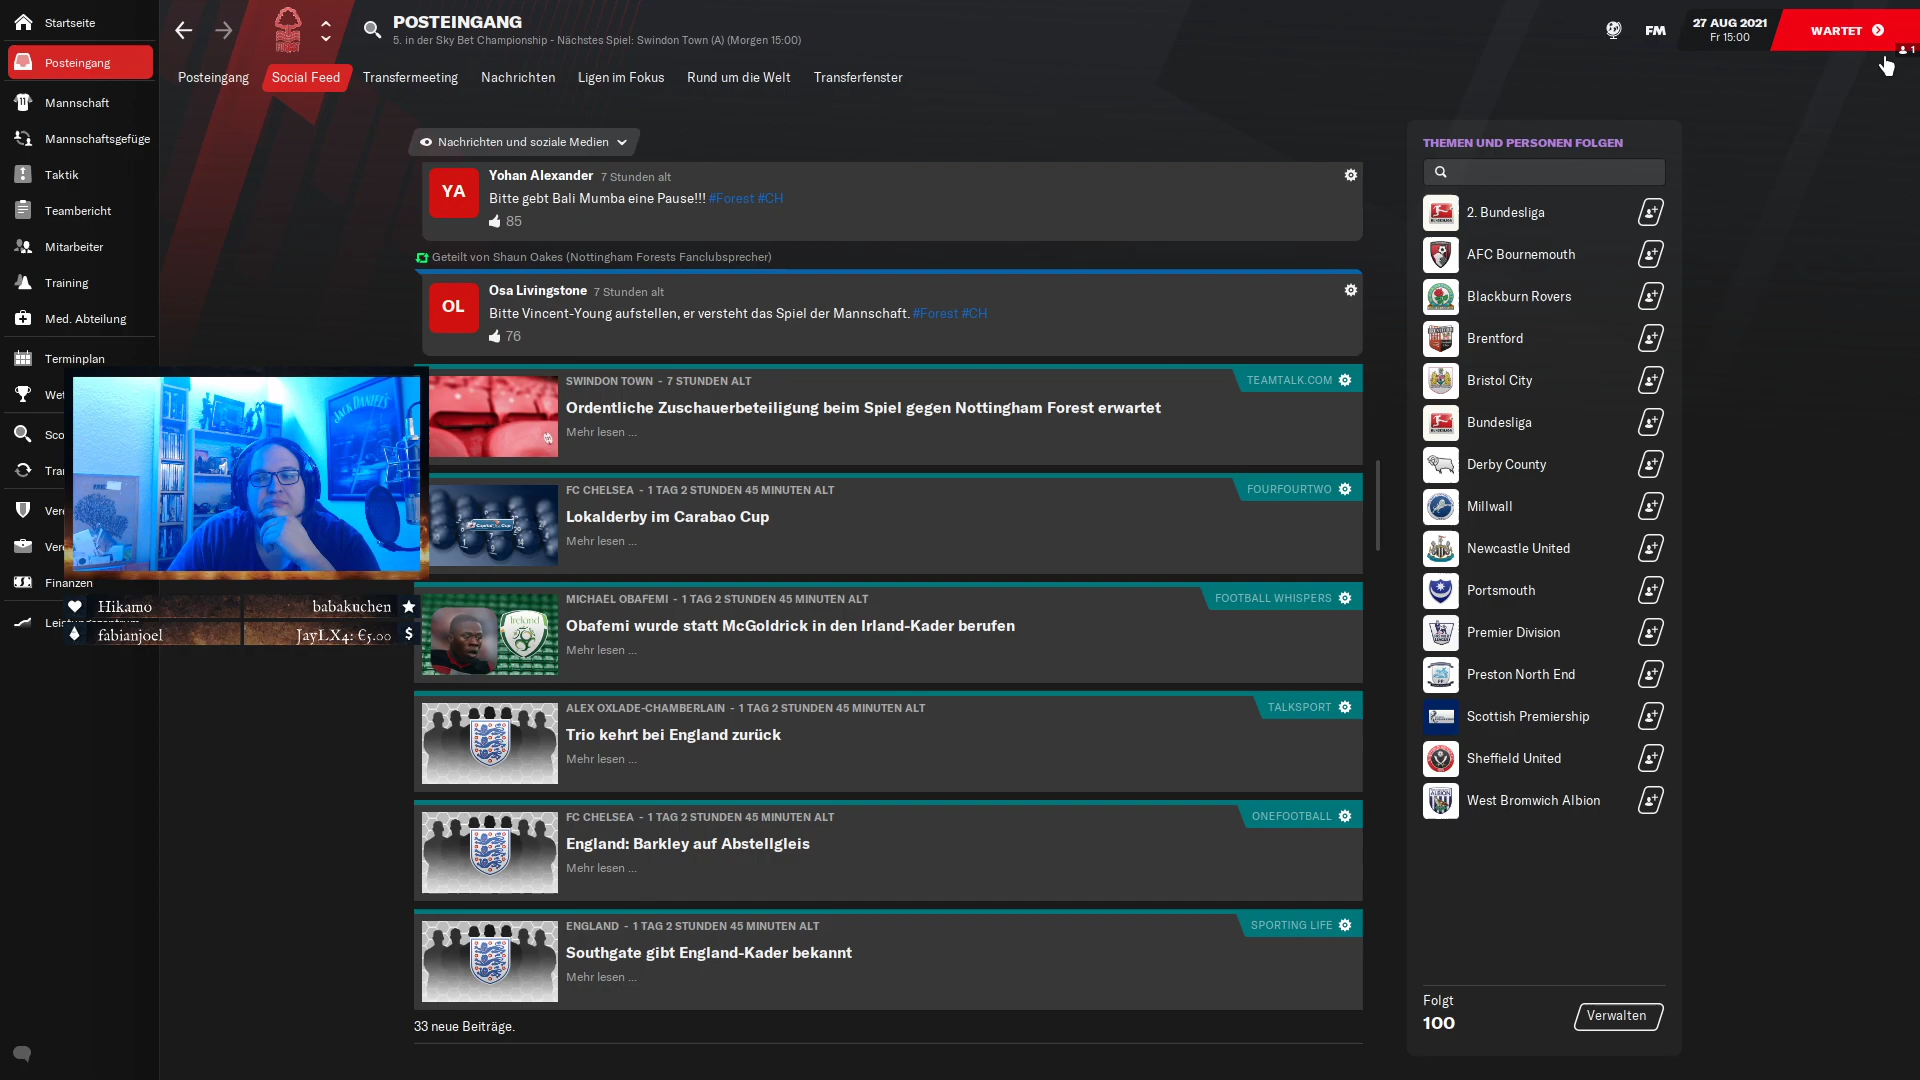 Startseite
Posteingang
Mannschaft
Mannschaftsgefüge
Taktik
Teambericht
Mitarbeiter
Training
Med. Abteilung
Terminplan
Finanzen
POSTEINGANG
5. in der Sky Bet Championship - Nächstes Spiel: Swindon Town (A) (Morgen 15:00)
FM
27 AUG 2021
Fr 15:00
WARTET
1
Posteingang
Social Feed
Transfermeeting
Nachrichten
Ligen im Fokus
Rund um die Welt
Transferfenster
Nachrichten und soziale Medien
YA
Yohan Alexander 7 Stunden alt
Bitte gebt Bali Mumba eine Pause!!! #Forest #CH
85
Geteilt von Shaun Oakes (Nottingham Forests Fanclubsprecher)
OL
Osa Livingstone 7 Stunden alt
Bitte Vincent-Young aufstellen, er versteht das Spiel der Mannschaft. #Forest #CH
76
SWINDON TOWN - 7 STUNDEN ALT
TEAMTALK.COM
Ordentliche Zuschauerbeteiligung beim Spiel gegen Nottingham Forest erwartet
Mehr lesen ...
FC CHELSEA - 1 TAG 2 STUNDEN 45 MINUTEN ALT
FOURFOURTWO
Lokalderby im Carabao Cup
Mehr lesen ...
MICHAEL OBAFEMI - 1 TAG 2 STUNDEN 45 MINUTEN ALT
FOOTBALL WHISPERS
Obafemi wurde statt McGoldrick in den Irland-Kader berufen
Mehr lesen ...
Ireland
ALEX OXLADE-CHAMBERLAIN - 1 TAG 2 STUNDEN 45 MINUTEN ALT
TALKSPORT
Trio kehrt bei England zurück
Mehr lesen ...
FC CHELSEA - 1 TAG 2 STUNDEN 45 MINUTEN ALT
ONEFOOTBALL
England: Barkley auf Abstellgleis
Mehr lesen ...
ENGLAND - 1 TAG 2 STUNDEN 45 MINUTEN ALT
SPORTING LIFE
Southgate gibt England-Kader bekannt
Mehr lesen ...
33 neue Beiträge.
JACK DANIEL'S
Hikamo
babakuchen
fabianjoel
JayLX4: €5.00
THEMEN UND PERSONEN FOLGEN
2. Bundesliga
AFC Bournemouth
Blackburn Rovers
Brentford
Bristol City
Bundesliga
Derby County
Millwall
Newcastle United
Portsmouth
Premier Division
Preston North End
Scottish Premiership
Sheffield United
West Bromwich Albion
Folgt
100
Verwalten